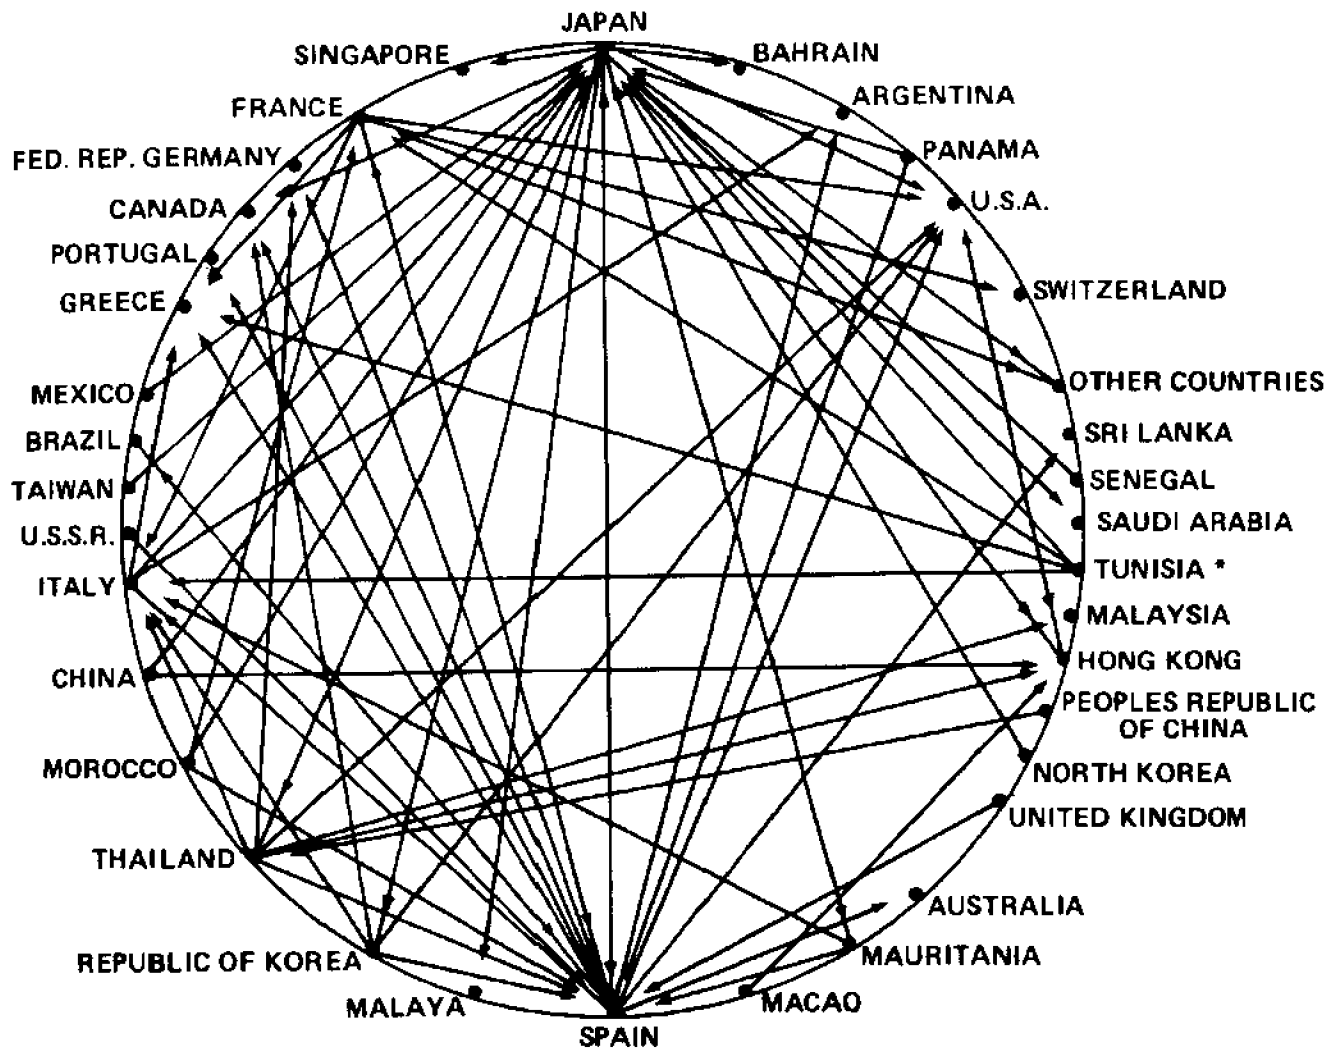 JAPAN
SINGAPORE
BAHRAIN
FRANCE
ARGENTINA
FED. REP. GERMANY
PANAMA
CANADA
U.S.A.
PORTUGAL
GREECE
SWITZERLAND
MEXICO
OTHER COUNTRIES
BRAZIL
SRI LANKA
TAIWAN
SENEGAL
U.S.S.R.
SAUDI ARABIA
ITALY
TUNISIA *
MALAYSIA
CHINA
HONG KONG
PEOPLES REPUBLIC
OF CHINA
MOROCCO
NORTH KOREA
UNITED KINGDOM
THAILAND
AUSTRALIA
REPUBLIC OF KOREA
MAURITANIA
MALAYA
MACAO
SPAIN